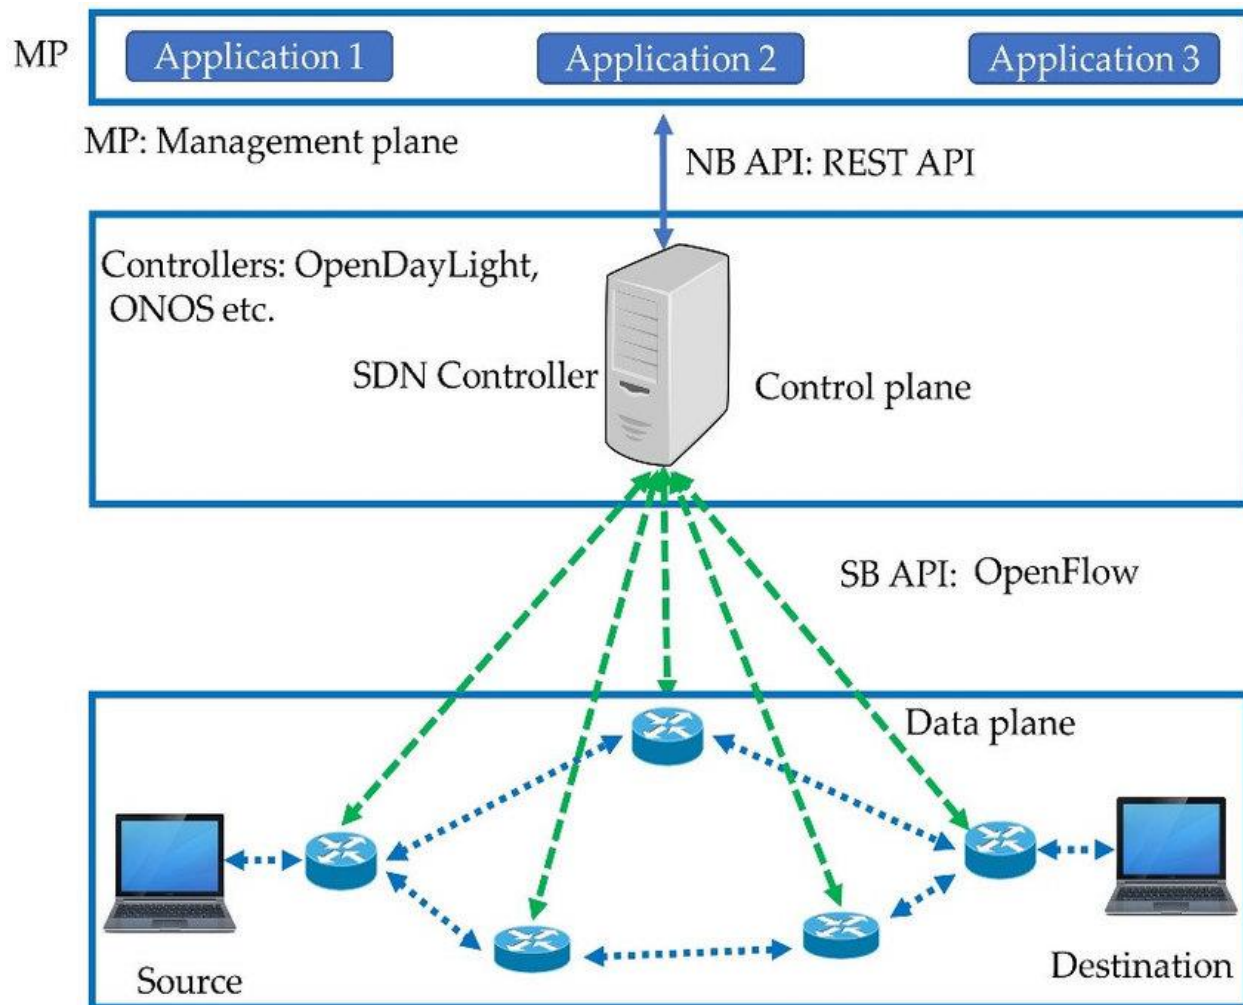 MP
Application 1
Application 2
Application 3
MP: Management plane
NB API: REST API
Controllers: OpenDayLight,
ONOS etc.
SDN Controller
Control plane
SB API: OpenFlow
Data plane
Source
Destination